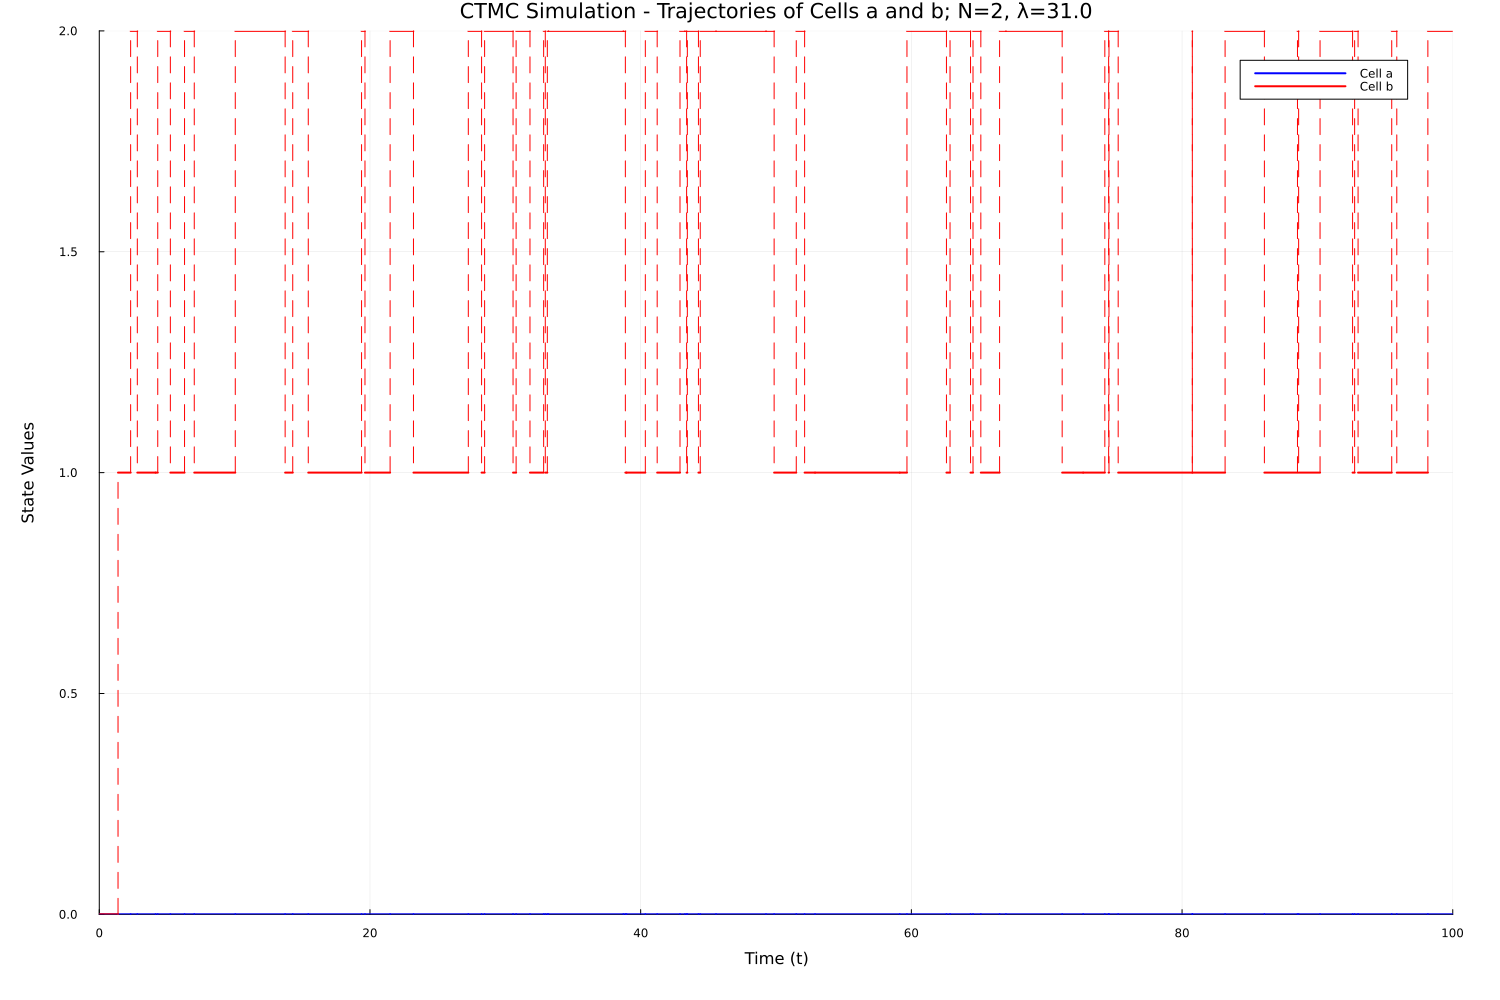 CTMC Simulation - Trajectories of Cells a and b; N=2, λ=31.0
2.0
Cell a
Cell b
1.5
State Values
1.0
0.5
0.0
0 20 40 60 80 100
Time (t)